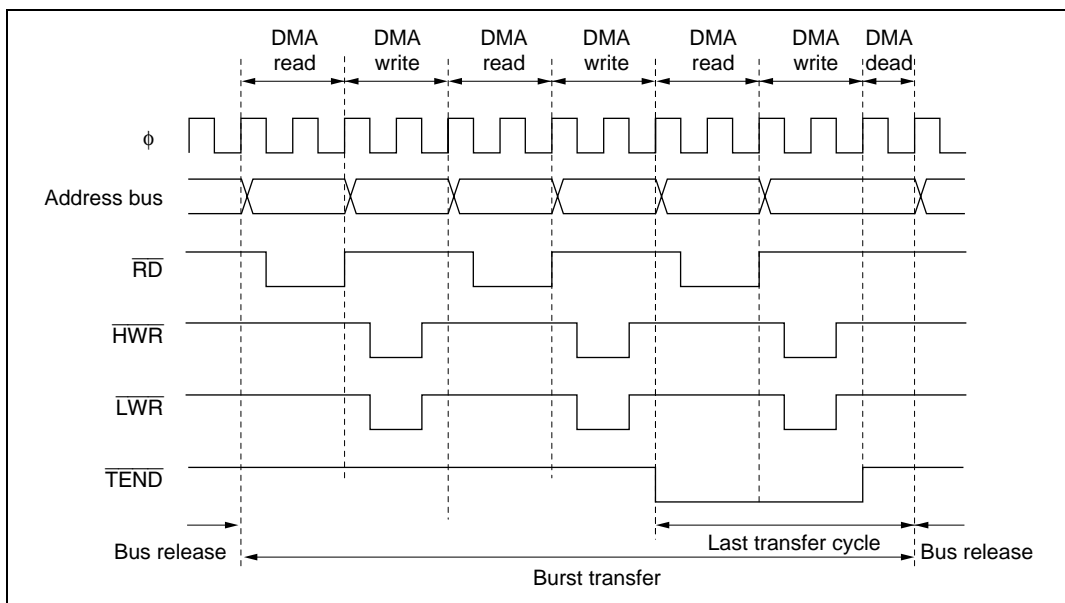 DMA read
DMA write
DMA read
DMA write
DMA read
DMA write
DMA dead
ϕ
Address bus
RD
HWR
LWR
TEND
Bus release
Last transfer cycle
Bus release
Burst transfer